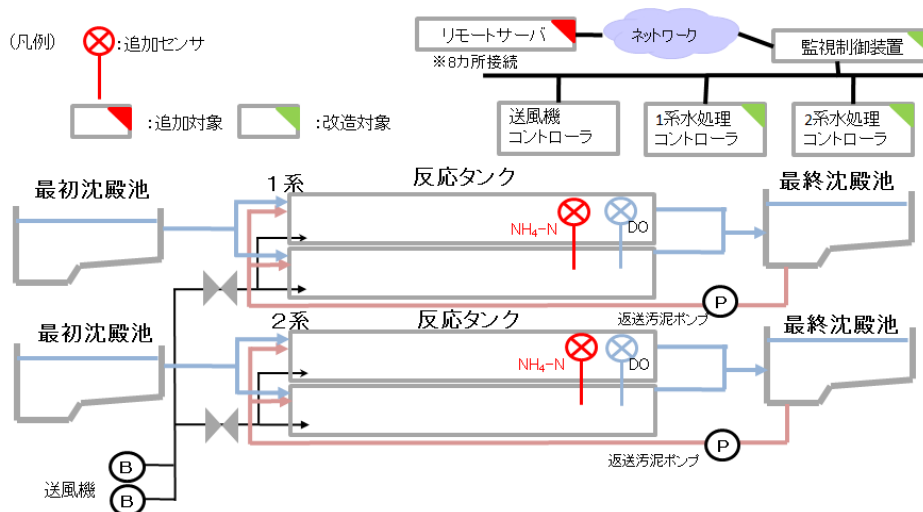 (凡例)
:追加センサ
:追加対象
:改造対象
リモートサーバ
※8カ所接続
ネットワーク
監視制御装置
送風機
コントローラ
1系水処理
コントローラ
2系水処理
コントローラ
最初沈殿池
1系
反応タンク
最終沈殿池
NH₄-N
DO
P
返送汚泥ポンプ
最初沈殿池
2系
反応タンク
最終沈殿池
NH₄-N
DO
P
返送汚泥ポンプ
B
送風機
B